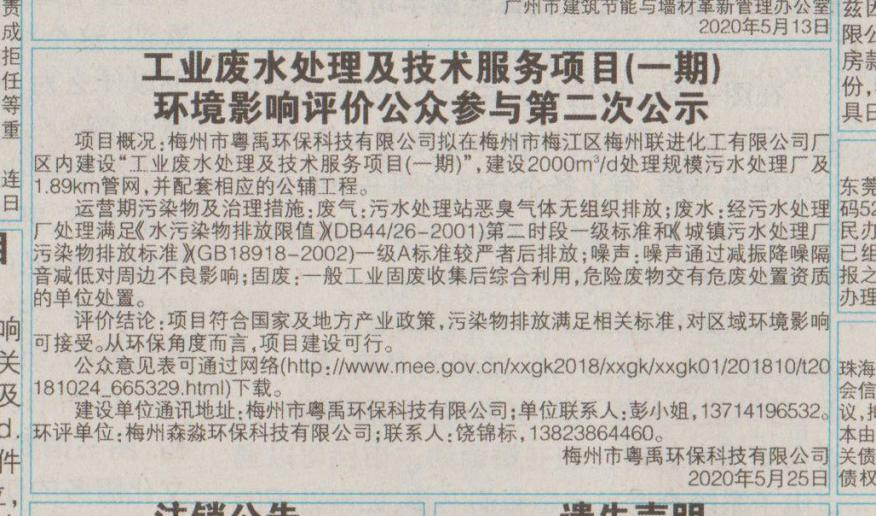 广州市建筑节能与墙材革新管理办公室
2020年5月13日
工业废水处理及技术服务项目(一期)
环境影响评价公众参与第二次公示
项目概况:梅州市粤禹环保科技有限公司拟在梅州市梅江区梅州联进化工有限公司厂
区内建设“工业废水处理及技术服务项目(一期)”,建设2000m³/d处理规模污水处理厂及
1.89km管网,并配套相应的公辅工程。
运营期污染物及治理措施:废气:污水处理站恶臭气体无组织排放;废水:经污水处理
厂处理满足《水污染物排放限值》(DB44/26-2001)第二时段一级标准和《城镇污水处理厂
污染物排放标准》(GB18918-2002)一级A标准较严者后排放;噪声:噪声通过减振降噪隔
音减低对周边不良影响;固废:一般工业固废收集后综合利用,危险废物交有危废处置资质
的单位处置。
评价结论:项目符合国家及地方产业政策,污染物排放满足相关标准,对区域环境影响
可接受。从环保角度而言,项目建设可行。
公众意见表可通过网络(http://www.mee.gov.cn/xxgk2018/xxgk/xxgk01/201810/t20
181024_665329.html)下载。
建设单位通讯地址:梅州市粤禹环保科技有限公司;单位联系人:彭小姐,13714196532。
环评单位:梅州森淼环保科技有限公司;联系人:饶锦标,13823864460。
梅州市粤禹环保科技有限公司
2020年5月25日
责
成
拒
任
等
重
连
日
响
关
及
d.
件
兹因
限公
房款
份,
具日
东莞
码52
民办
已组
报之
办理
珠海
会信
议,拒
本由
关债
债权
注销公告
遗失声明